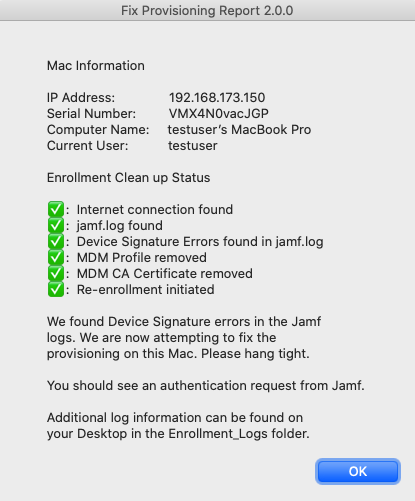 Fix Provisioning Report 2.0.0
Mac Information
IP Address: 192.168.173.150
Serial Number: VMX4N0vacJGP
Computer Name: testuser's MacBook Pro
Current User: testuser
Enrollment Clean up Status
✅: Internet connection found
✅: jamf.log found
✅: Device Signature Errors found in jamf.log
✅: MDM Profile removed
✅: MDM CA Certificate removed
✅: Re-enrollment initiated
We found Device Signature errors in the Jamf
logs. We are now attempting to fix the
provisioning on this Mac. Please hang tight.
You should see an authentication request from Jamf.
Additional log information can be found on
your Desktop in the Enrollment_Logs folder.
OK